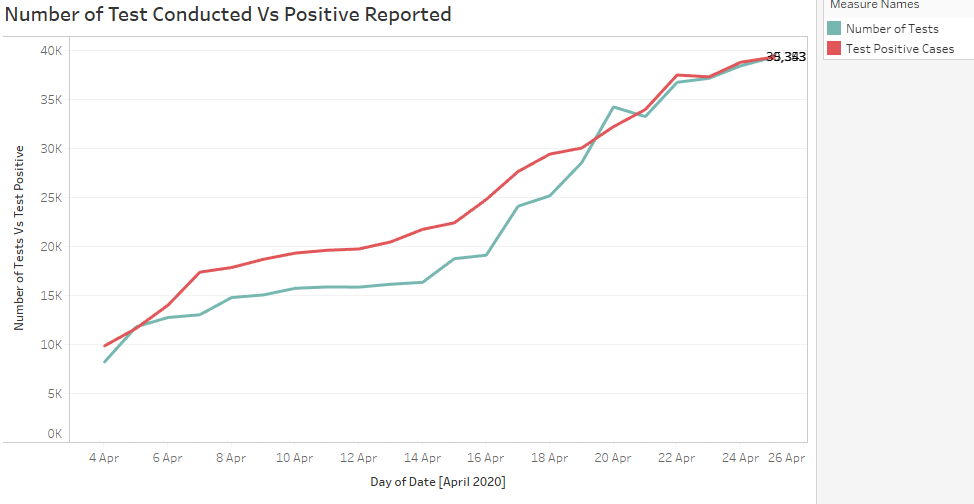 Number of Test Conducted Vs Positive Reported
Measure Names
Number of Tests
Test Positive Cases
40K
35K
30K
25K
20K
15K
10K
5K
0K
Number of Tests Vs Test Positive
4 Apr 6 Apr 8 Apr 10 Apr 12 Apr 14 Apr 16 Apr 18 Apr 20 Apr 22 Apr 24 Apr 26 Apr
Day of Date [April 2020]